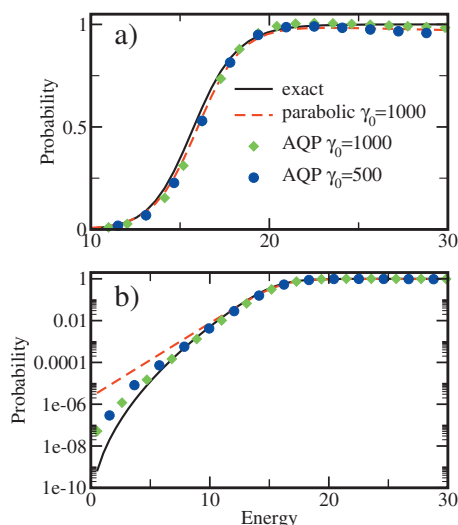 1
a)
exact
parabolic γ₀=1000
0.5
AQP γ₀=1000
AQP γ₀=500
Probability
0
10
20
30
1
b)
0.01
0.0001
1e-06
1e-08
1e-10
Probability
0
10
20
30
Energy